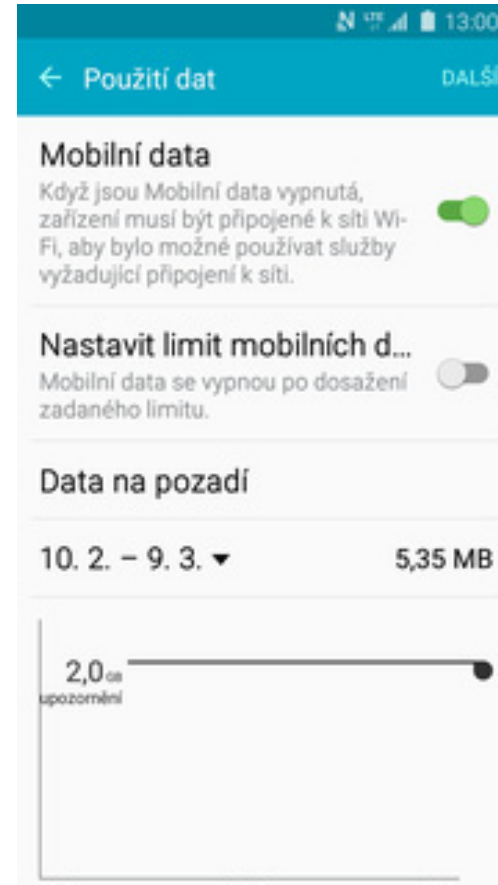 LTE 13:00
Použití dat DALŠÍ
Mobilní data
Když jsou Mobilní data vypnutá,
zařízení musí být připojené k síti Wi-
Fi, aby bylo možné používat služby
vyžadující připojení k síti.
Nastavit limit mobilních d...
Mobilní data se vypnou po dosažení
zadaného limitu.
Data na pozadí
10. 2. – 9. 3. 5,35 MB
2,0 GB
upozornění